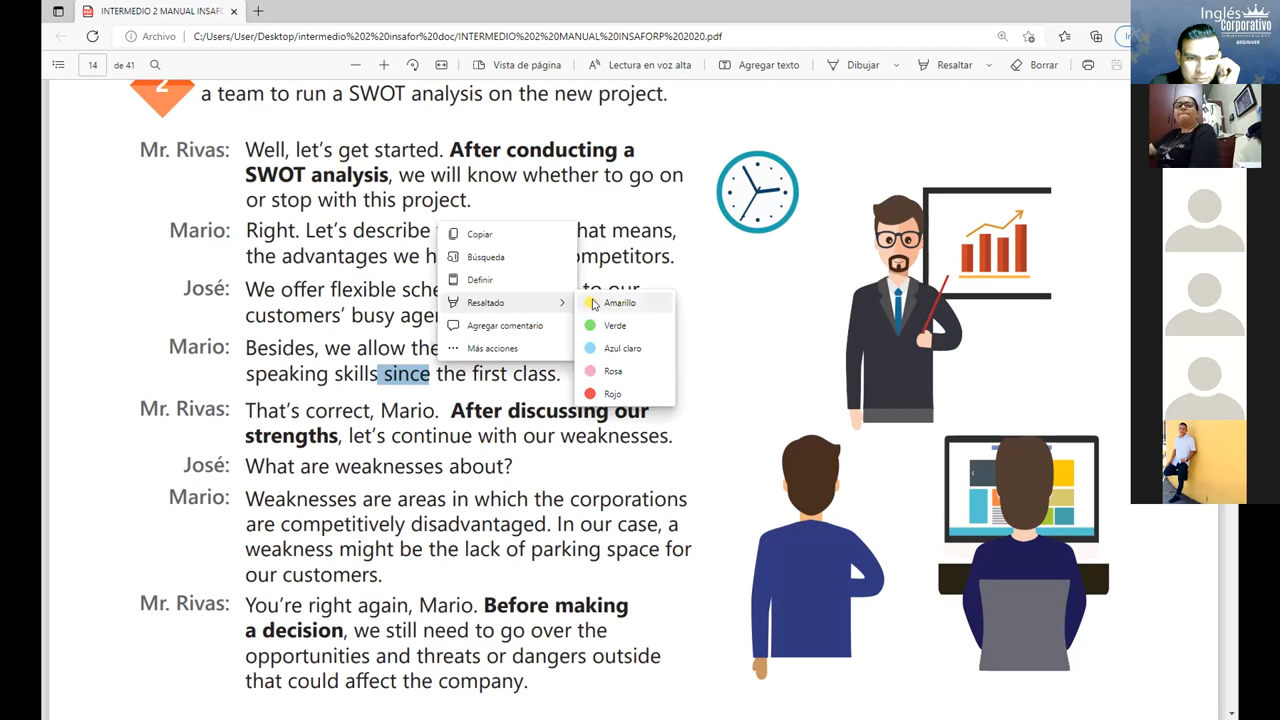 INTERMEDIO 2 MANUAL INSAFO
Archivo
C:/Users/User/Desktop/intermedio%202%20insafor%20doc/INTERMEDIO%202%20MANUAL%20INSAFORP%202020.pdf
14
de 41
Vista de página
Lectura en voz alta
Agregar texto
Dibujar
Resaltar
Borrar
Inglés
Corporativo
BEGINNER
2
a team to run a SWOT analysis on the new project.
Mr. Rivas: Well, let's get started. After conducting a
SWOT analysis, we will know whether to go on
or stop with this project.
Mario: Right. Let's describe hat means,
the advantages we h ompetitors.
José: We offer flexible sche to our
customers' busy agen
Mario: Besides, we allow the
speaking skills since the first class.
Copiar
Búsqueda
Definir
Resaltado
Agregar comentario
Más acciones
Amarillo
Verde
Azul claro
Rosa
Rojo
Mr. Rivas: That's correct, Mario. After discussing our
strengths, let's continue with our weaknesses.
José: What are weaknesses about?
Mario: Weaknesses are areas in which the corporations
are competitively disadvantaged. In our case, a
weakness might be the lack of parking space for
our customers.
Mr. Rivas: You're right again, Mario. Before making
a decision, we still need to go over the
opportunities and threats or dangers outside
that could affect the company.